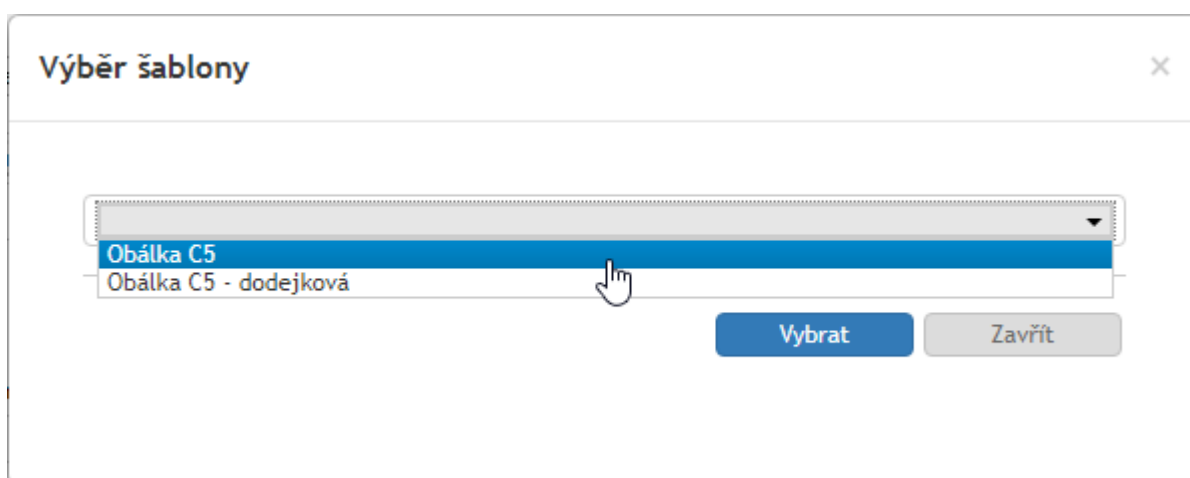 Výběr šablony
×
Obálka C5
Obálka C5 - dodejková
Vybrat
Zavřít